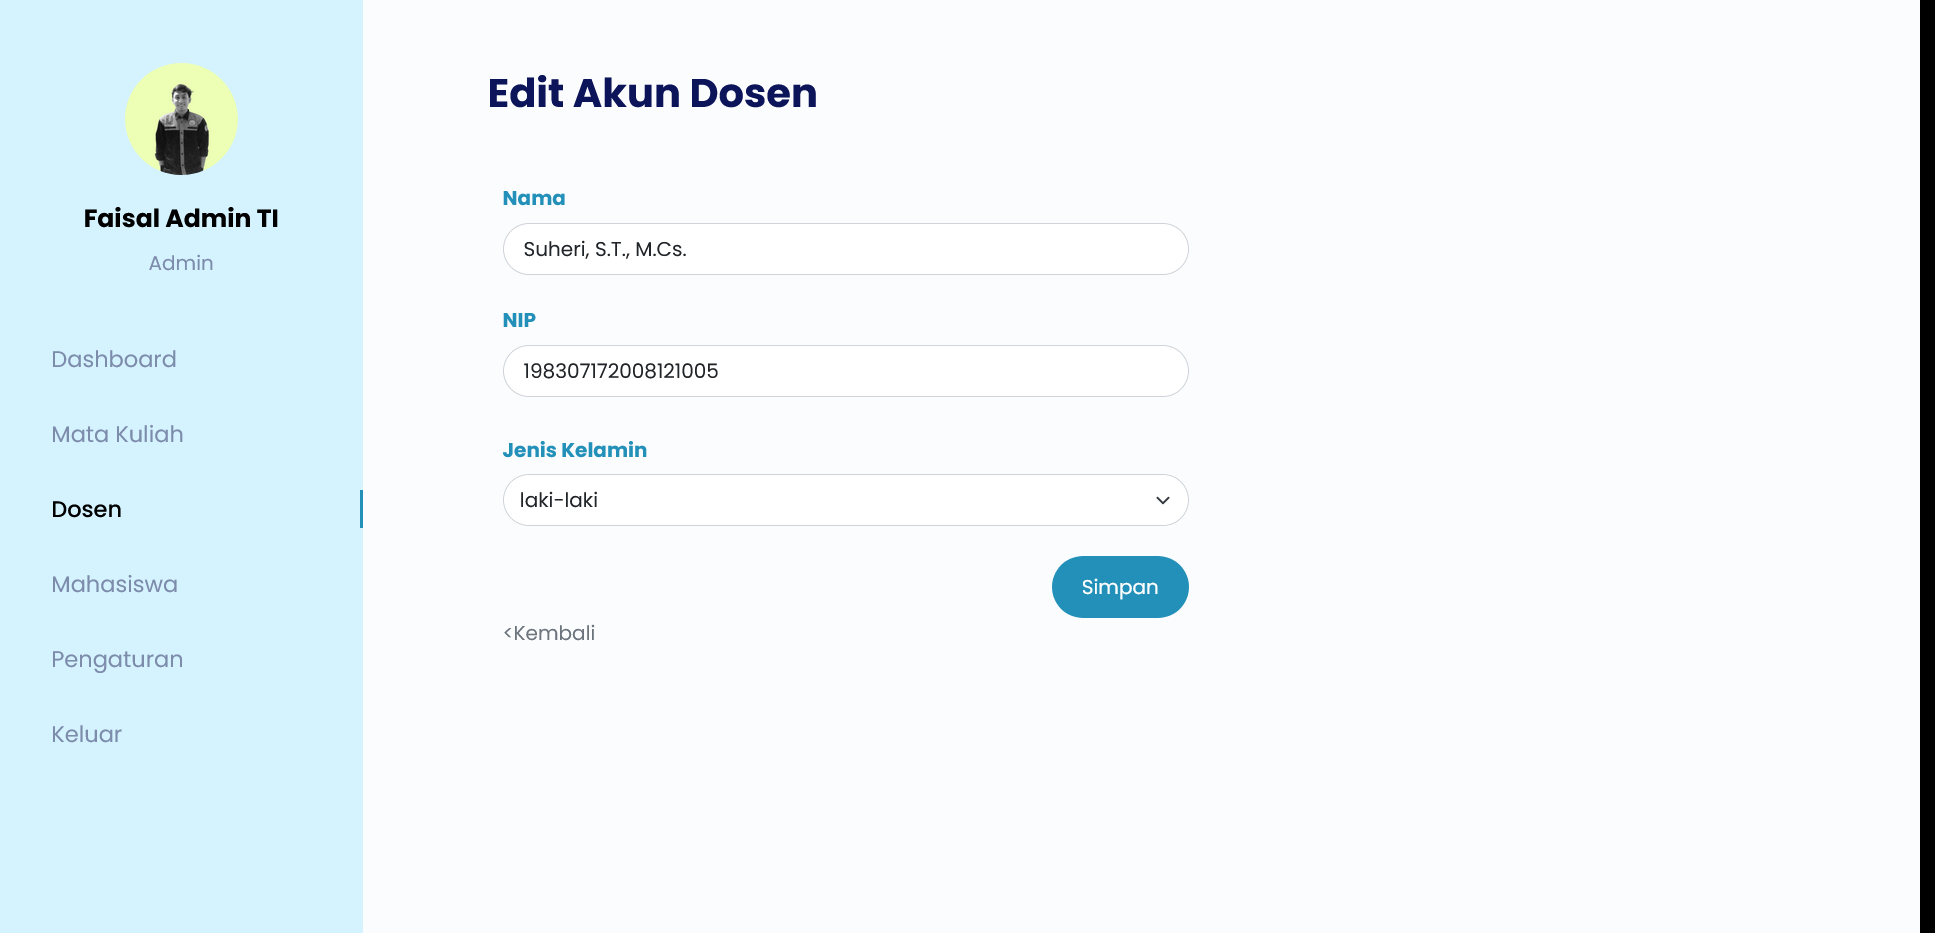 Faisal Admin TI
Admin
Dashboard
Mata Kuliah
Dosen
Mahasiswa
Pengaturan
Keluar
Edit Akun Dosen
Nama
Suheri, S.T., M.Cs.
NIP
198307172008121005
Jenis Kelamin
laki-laki
Simpan
<Kembali